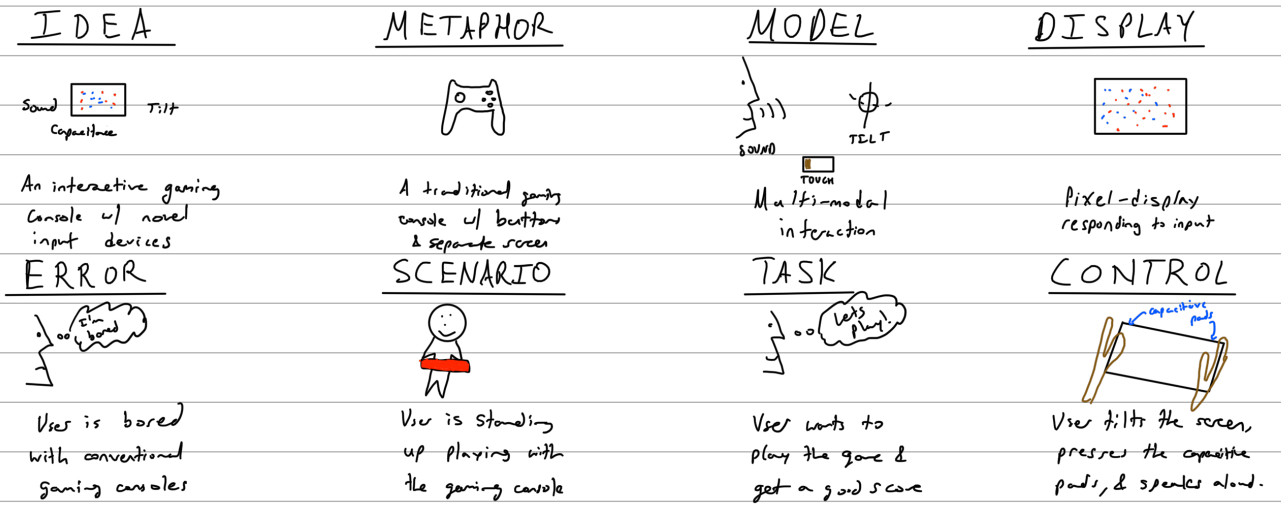 IDEA
Sound
Tilt
Capacitance
An interactive gaming
console w/ novel
input devices
METAPHOR
A traditional gaming
console w/ buttons
& separate screen
MODEL
SOUND
TILT
TOUCH
Multi-modal
interaction
DISPLAY
Pixel-display
responding to input
ERROR
I'm
bored
User is bored
with conventional
gaming consoles
SCENARIO
User is standing
up playing with
the gaming console
TASK
Lets
play!
User wants to
play the game &
get a good score
CONTROL
capacitive
pads
User tilts the screen,
presses the capacitive
pads, & speaks aloud.